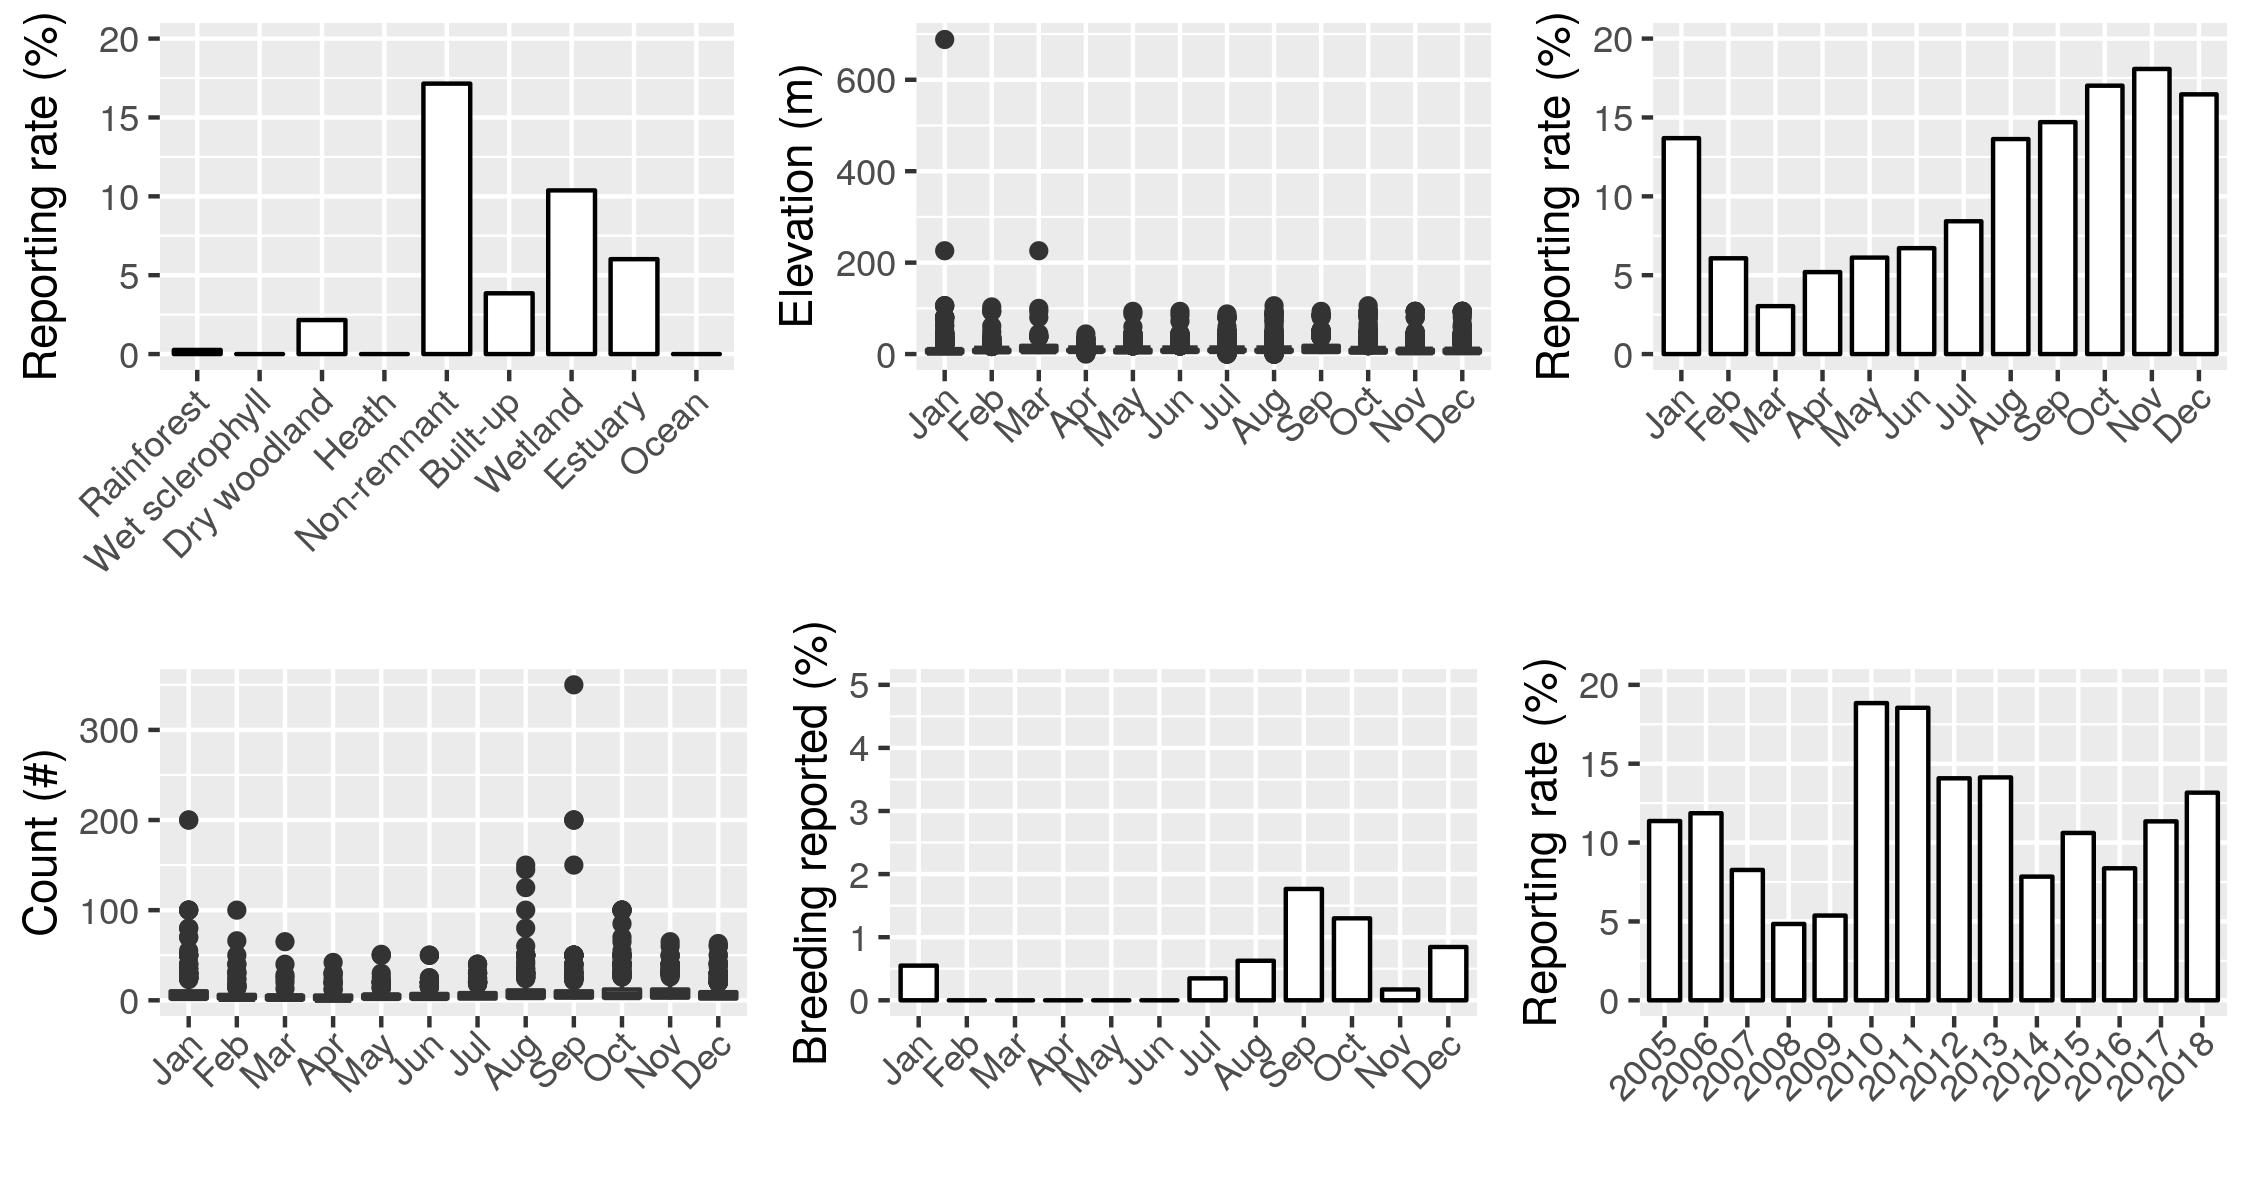 Reporting rate (%)
20
15
10
5
0
Rainforest
Wet sclerophyll
Dry woodland
Heath
Non-remnant
Built-up
Wetland
Estuary
Ocean
Elevation (m)
600
400
200
0
Jan
Feb
Mar
Apr
May
Jun
Jul
Aug
Sep
Oct
Nov
Dec
Reporting rate (%)
20
15
10
5
0
Jan
Feb
Mar
Apr
May
Jun
Jul
Aug
Sep
Oct
Nov
Dec
Count (#)
300
200
100
0
Jan
Feb
Mar
Apr
May
Jun
Jul
Aug
Sep
Oct
Nov
Dec
Breeding reported (%)
5
4
3
2
1
0
Jan
Feb
Mar
Apr
May
Jun
Jul
Aug
Sep
Oct
Nov
Dec
Reporting rate (%)
20
15
10
5
0
2005
2006
2007
2008
2009
2010
2011
2012
2013
2014
2015
2016
2017
2018